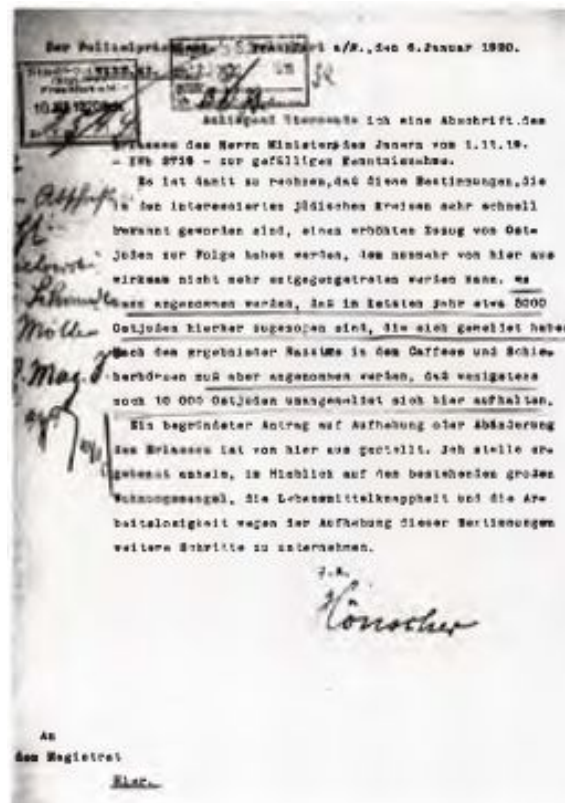 Der Polizeipräsident. Frankfurt a/M., den 6. Januar 1920.
Anliegend übersende ich eine Abschrift des
Erlasses des Herrn Ministers des Innern vom 1.11.19.
- IVb 2719 - zur gefälligen Kenntnisnahme.
Es ist damit zu rechnen, daß diese Bestimmungen, die
in den interessierten jüdischen Kreisen sehr schnell
bekannt geworden sind, einen erhöhten Zuzug von Ost-
juden zur Folge haben werden, dem nunmehr von hier aus
wirksam nicht mehr entgegengetreten werden kann. Es
muss angenommen werden, daß im letzten Jahr etwa 8000
Ostjuden hierher zugezogen sind, die sich gemeldet haben
Nach dem Ergebnis der Razzims in den Caffees und Schie-
berbörsen muß aber angenommen werden, daß wenigstens
noch 10 000 Ostjuden unangemeldet sich hier aufhalten.
Ein begründeter Antrag auf Aufhebung oder Abänderung
des Erlasses ist von hier aus gestellt. Ich stelle er-
gebenst anheim, im Hinblick auf den bestehenden großen
Wohnungsmangel, die Lebensmittelknappheit und die Ar-
beitslosigkeit wegen der Aufhebung dieser Bestimmungen
weitere Schritte zu unternehmen.
J.A.
An
den Magistrat
Hier.